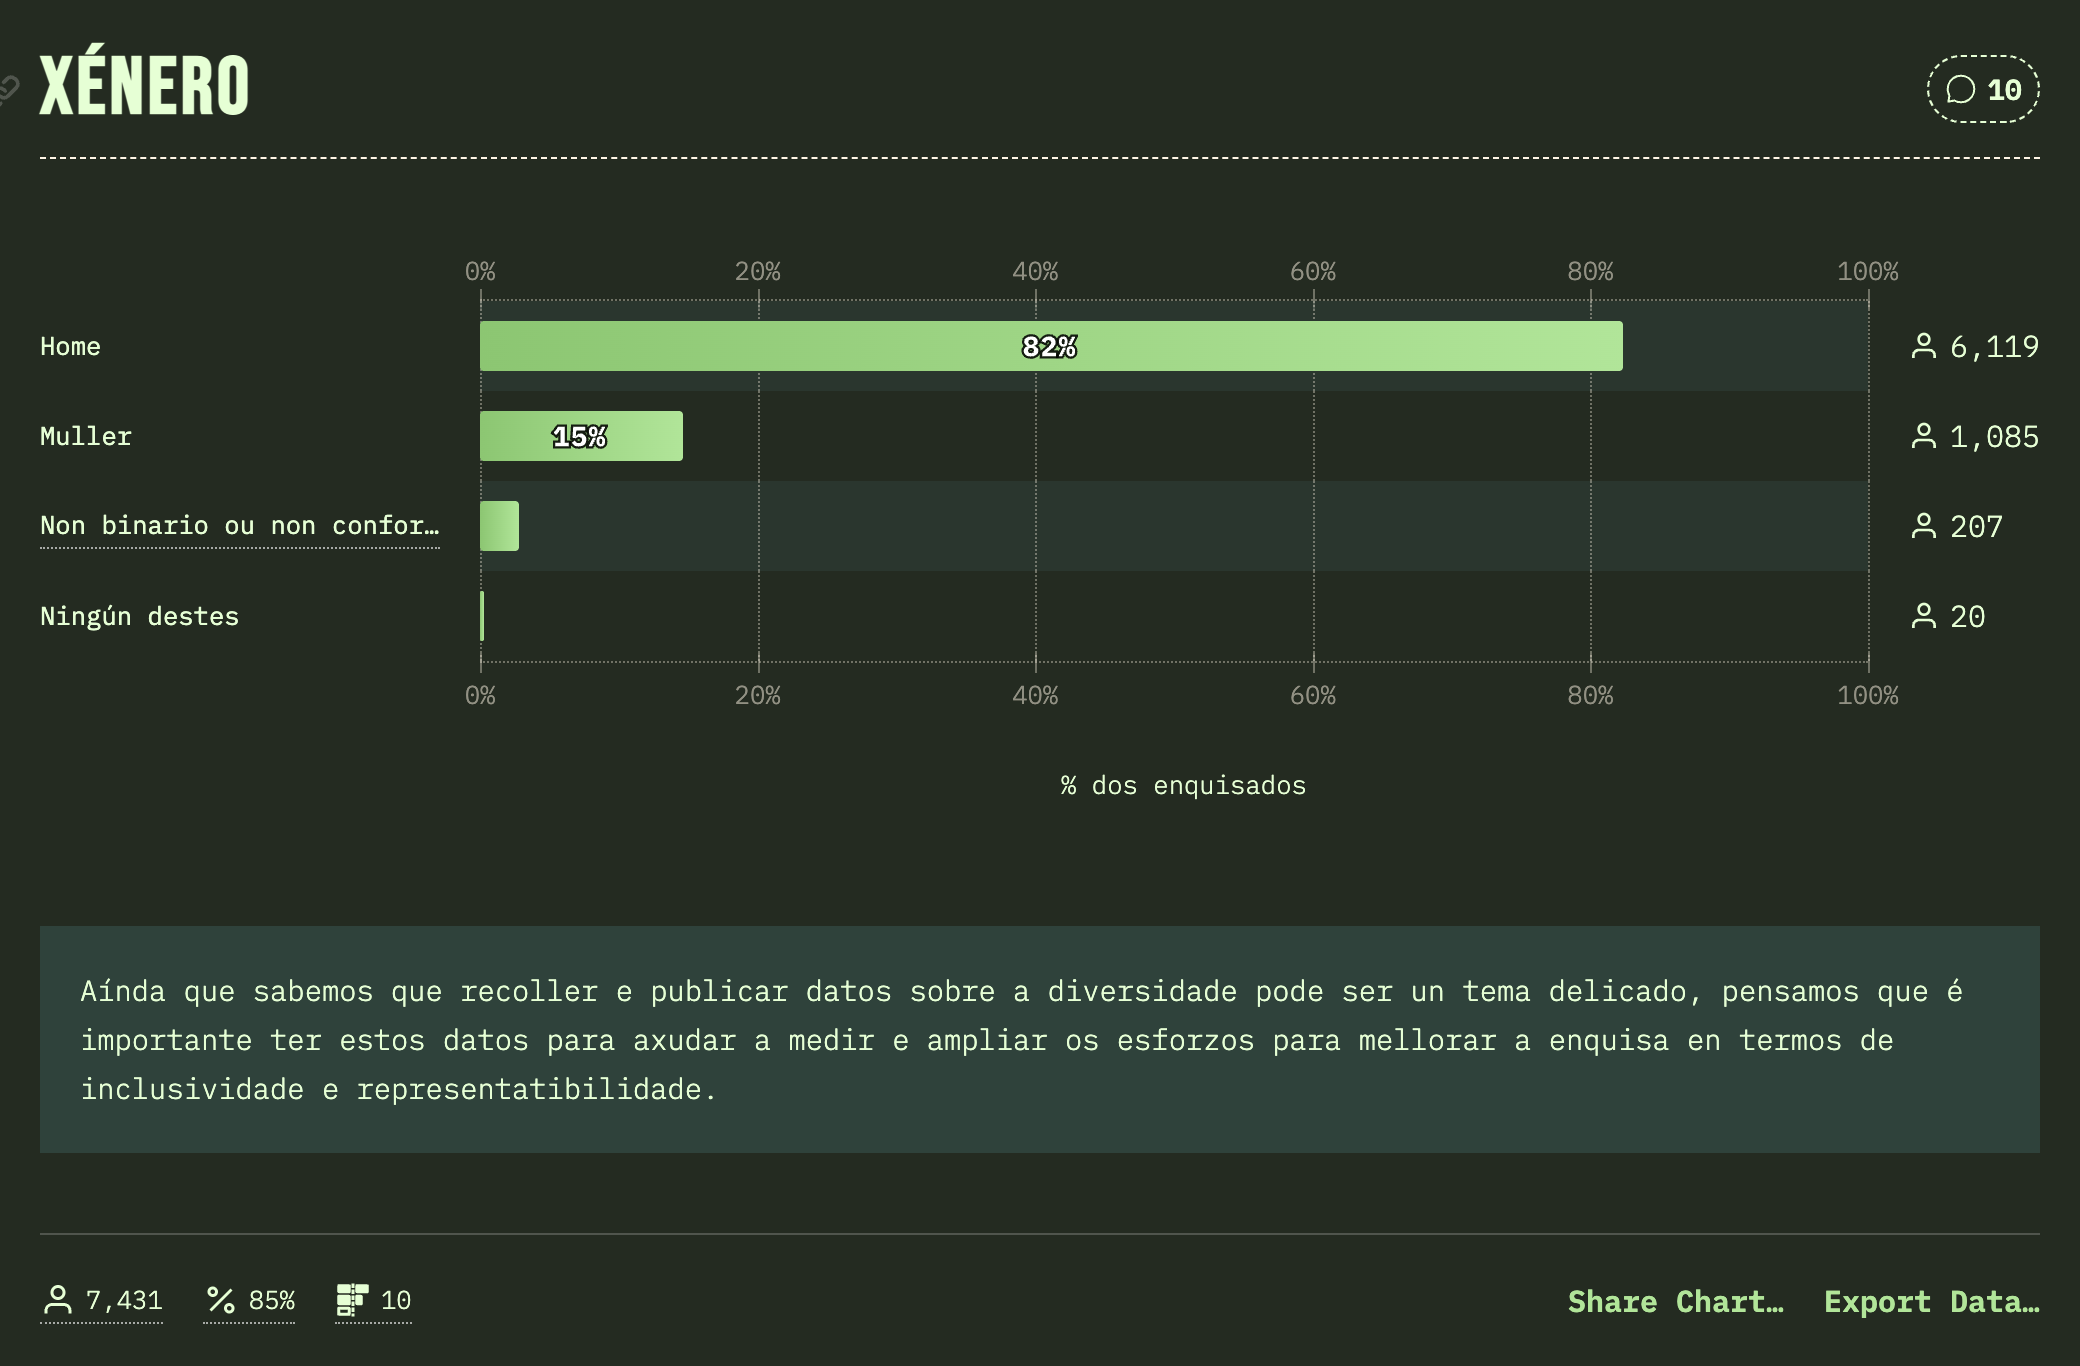 XÉNERO
10
0% 20% 40% 60% 80% 100%
Home 82% 6,119
Muller 15% 1,085
Non binario ou non confor… 207
Ningún destes 20
0% 20% 40% 60% 80% 100%
% dos enquisados
Aínda que sabemos que recoller e publicar datos sobre a diversidade pode ser un tema delicado, pensamos que é
importante ter estos datos para axudar a medir e ampliar os esforzos para mellorar a enquisa en termos de
inclusividade e representatibilidade.
7,431 85% 10 Share Chart… Export Data…